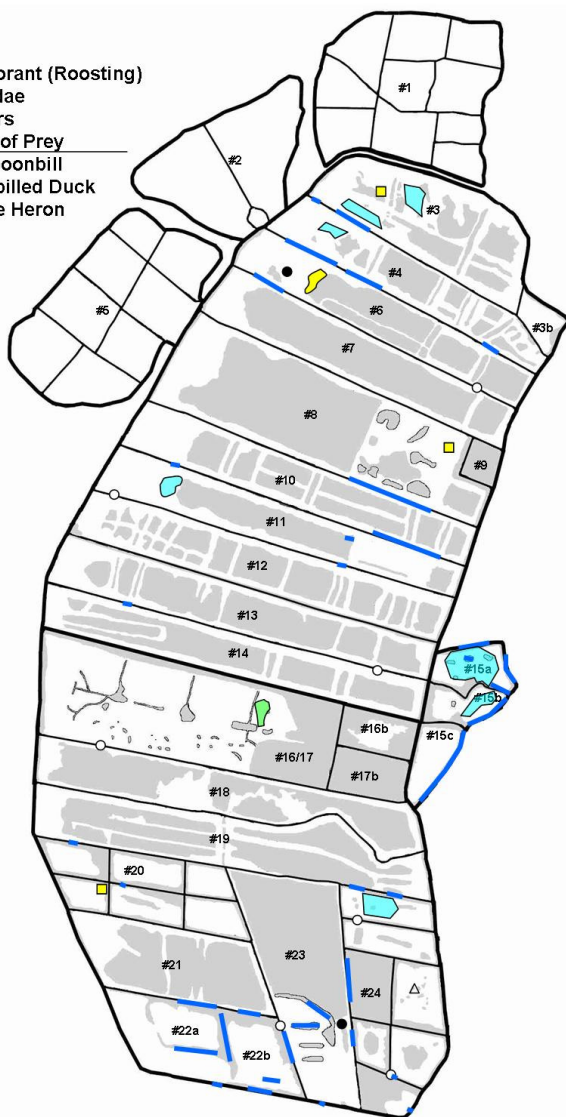 orant (Roosting)
lae
rs
of Prey
oonbill
billed Duck
e Heron
#1
#2
#3
#4
#5
#3b
#6
#7
#8
#9
#10
#11
#12
#13
#14
#15a
#15b
#15c
#16b
#16/17
#17b
#18
#19
#20
#23
#21
#24
#22a
#22b